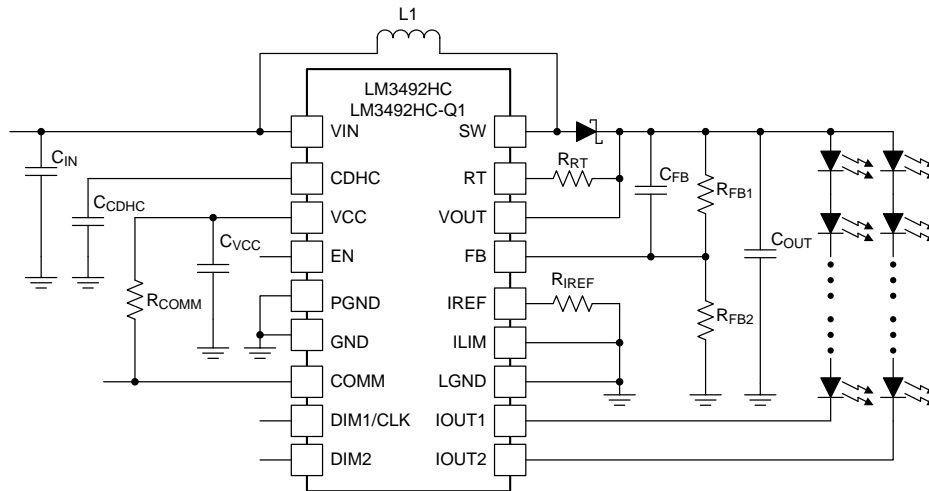 L1
LM3492HC
LM3492HC-Q1
VIN
SW
CIN
RRT
CFB
RFB1
CDHC
RT
CCDHC
VCC
VOUT
CVCC
COUT
EN
FB
RCOMM
PGND
IREF
RIREF
RFB2
GND
ILIM
COMM
LGND
DIM1/CLK
IOUT1
DIM2
IOUT2